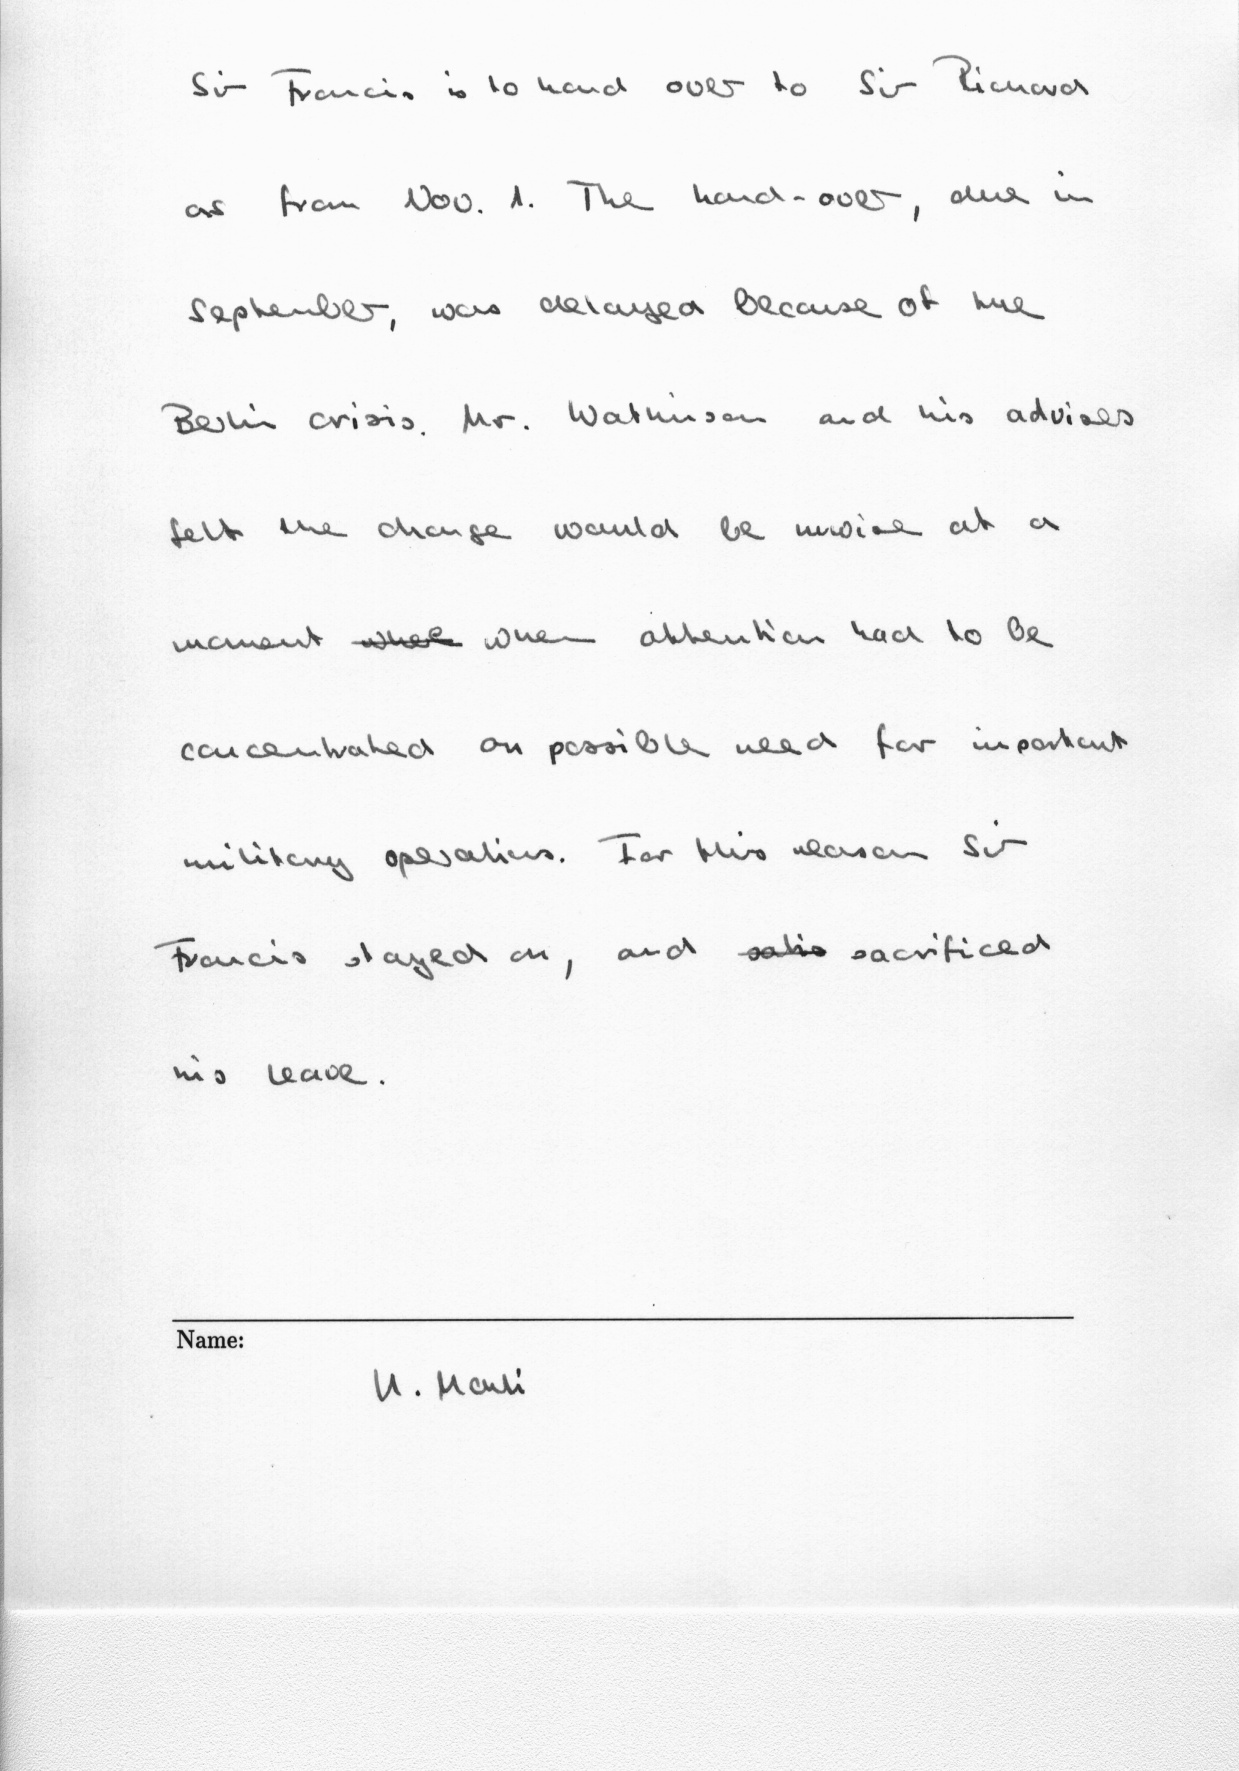 Sir Francis is to hand over to Sir Richard
as from Nov. 1. The hand-over, due in
September, was delayed because of the
Berlin crisis. Mr. Watkinson and his advises
felt the change would be unwise at a
moment when attention had to be
concentrated on possible need for important
military operations. For this reason Sir
Francis stayed on, and sacrificed
his leave.
Name:
U. Marti